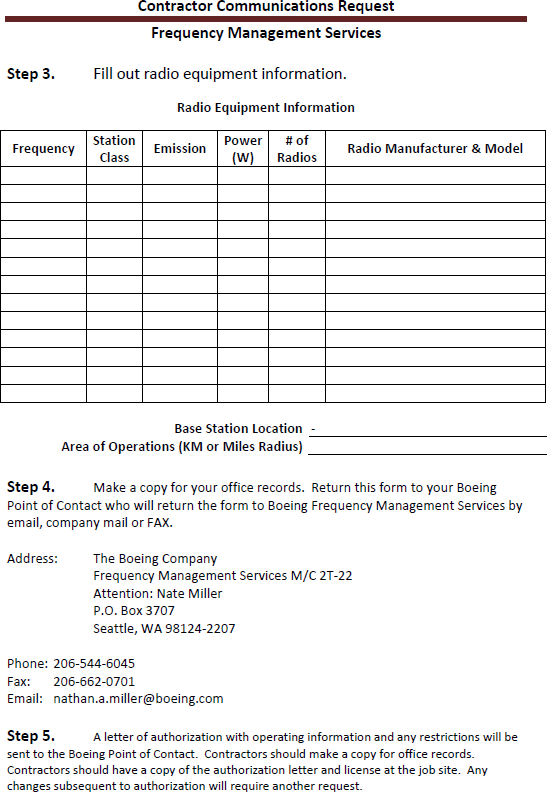 Contractor Communications Request
Frequency Management Services
Step 3. Fill out radio equipment information.
Radio Equipment Information
Frequency Station Class Emission Power (W) # of Radios Radio Manufacturer & Model
Base Station Location -
Area of Operations (KM or Miles Radius)
Step 4. Make a copy for your office records. Return this form to your Boeing
Point of Contact who will return the form to Boeing Frequency Management Services by
email, company mail or FAX.
Address: The Boeing Company
Frequency Management Services M/C 2T-22
Attention: Nate Miller
P.O. Box 3707
Seattle, WA 98124-2207
Phone: 206-544-6045
Fax: 206-662-0701
Email: nathan.a.miller@boeing.com
Step 5. A letter of authorization with operating information and any restrictions will be
sent to the Boeing Point of Contact. Contractors should make a copy for office records.
Contractors should have a copy of the authorization letter and license at the job site. Any
changes subsequent to authorization will require another request.